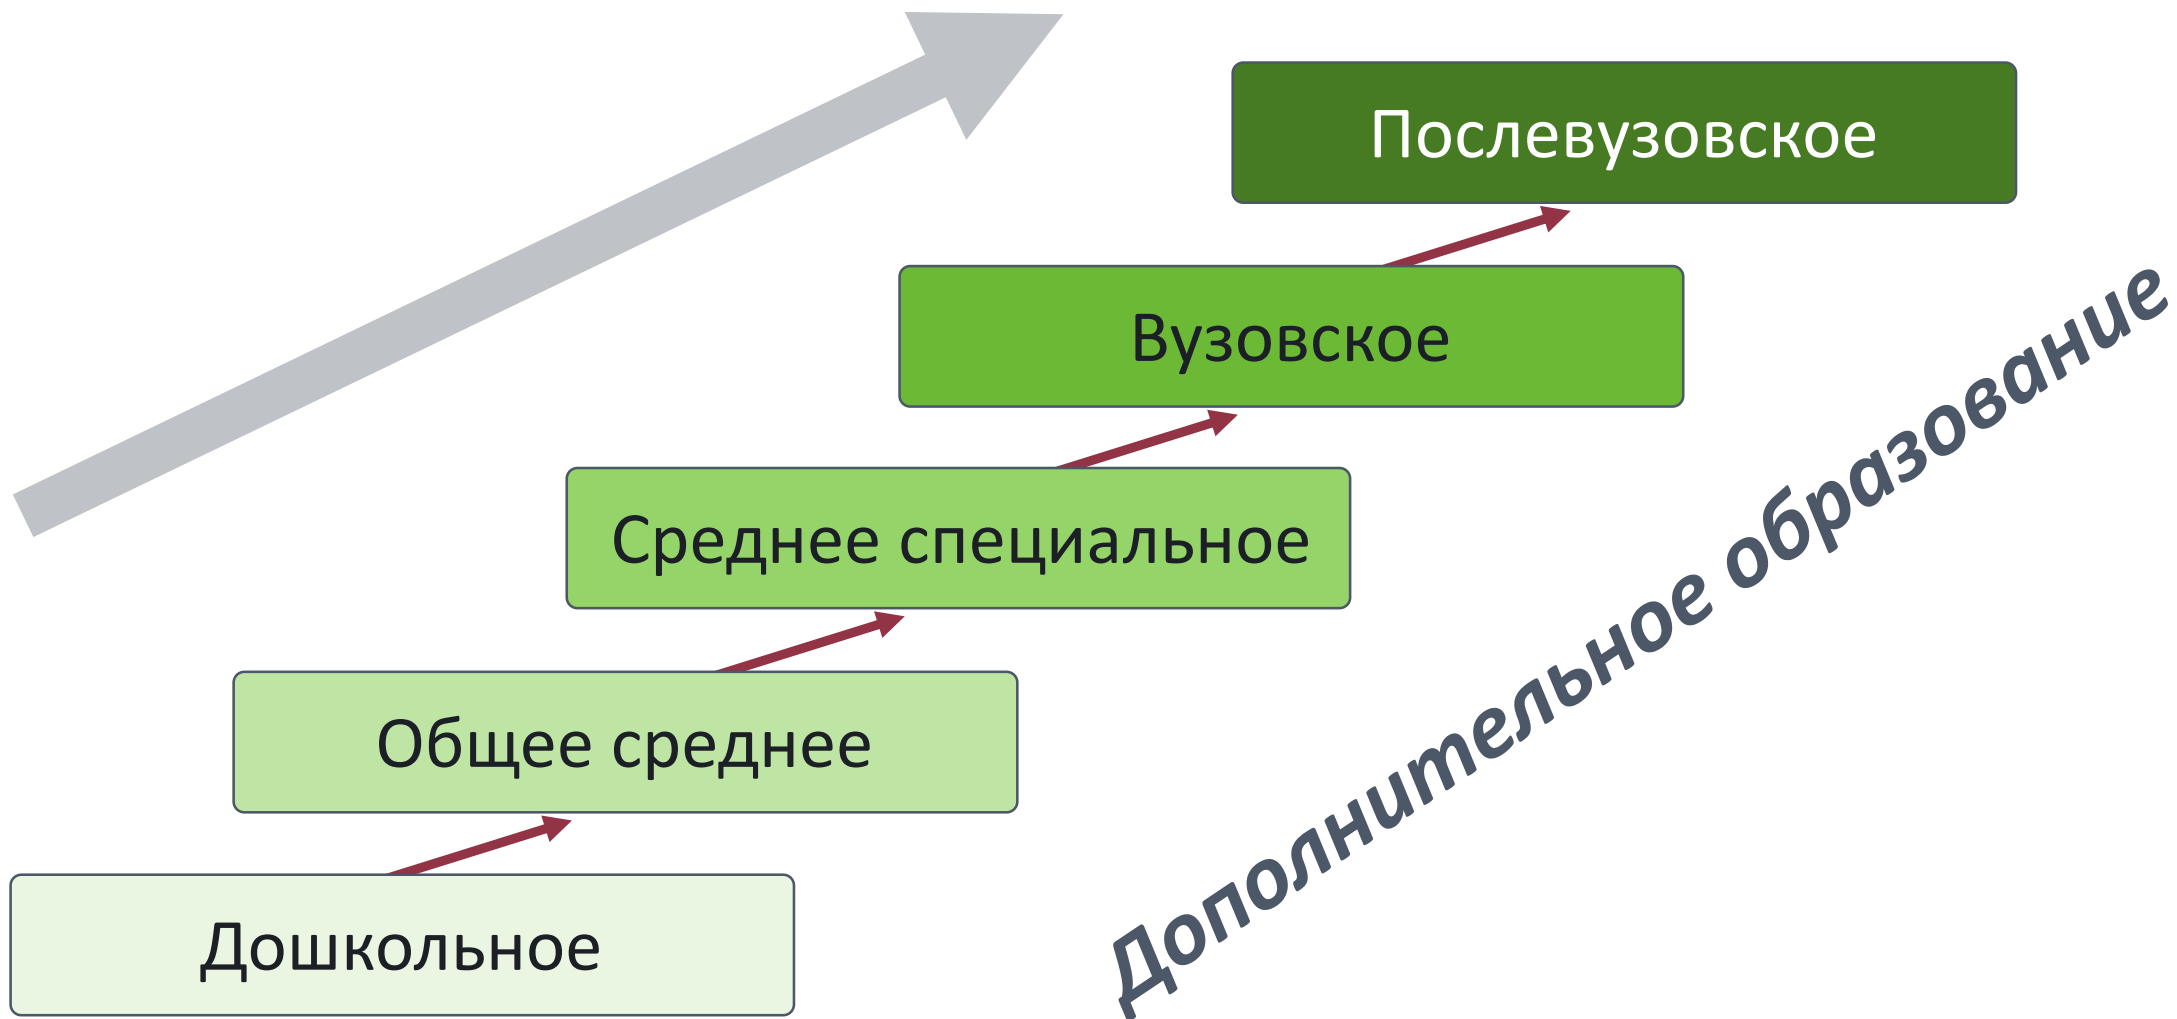 Послевузовское
Вузовское
Среднее специальное
Общее среднее
Дошкольное
Дополнительное образование